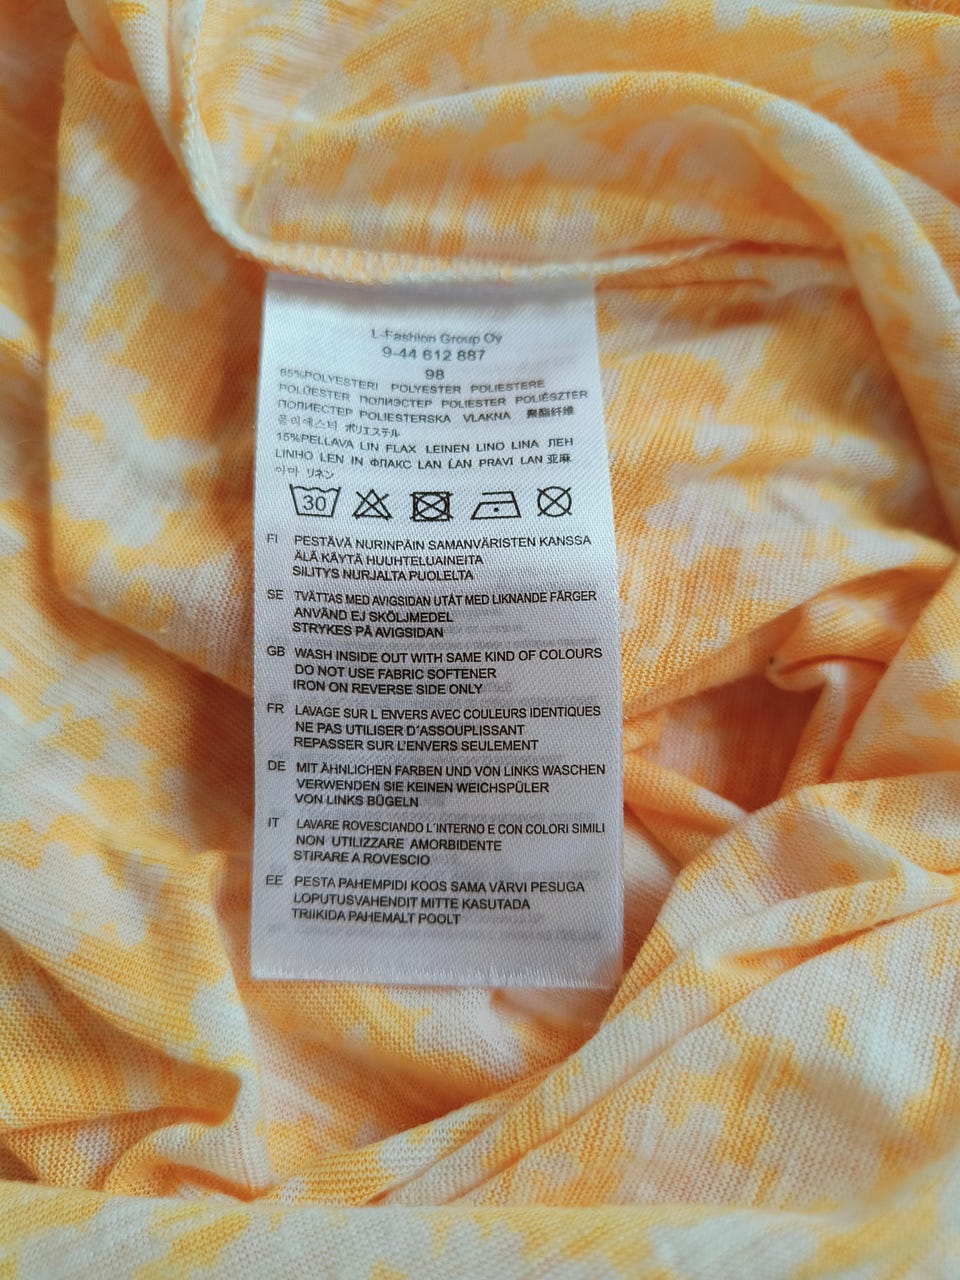 L-Fashion Group Oy
9-44 612 887
98
85%POLYESTERI POLYESTER POLIESTERE
POLÜESTER ПОЛИЭСТЕР POLIESTER POLIÉSZTER
ПОЛИЕСТЕР POLIESTERSKA VLAKNA 聚酯纤维
폴리에스터 ポリエステル
15%PELLAVA LIN FLAX LEINEN LINO LINA ЛЕН
LINHO LEN IN ФЛАКС LAN ĽAN PRAVI LAN 亚麻
아마 リネン
30
FI PESTÄVÄ NURINPÄIN SAMANVÄRISTEN KANSSA
ÄLÄ KÄYTÄ HUUHTELUAINEITA
SILITYS NURJALTA PUOLELTA
SE TVÄTTAS MED AVIGSIDAN UTÅT MED LIKNANDE FÄRGER
ANVÄND EJ SKÖLJMEDEL
STRYKES PÅ AVIGSIDAN
GB WASH INSIDE OUT WITH SAME KIND OF COLOURS
DO NOT USE FABRIC SOFTENER
IRON ON REVERSE SIDE ONLY
FR LAVAGE SUR L ENVERS AVEC COULEURS IDENTIQUES
NE PAS UTILISER D'ASSOUPLISSANT
REPASSER SUR L'ENVERS SEULEMENT
DE MIT ÄHNLICHEN FARBEN UND VON LINKS WASCHEN
VERWENDEN SIE KEINEN WEICHSPÜLER
VON LINKS BÜGELN
IT LAVARE ROVESCIANDO L'INTERNO E CON COLORI SIMILI
NON UTILIZZARE AMORBIDENTE
STIRARE A ROVESCIO
EE PESTA PAHEMPIDI KOOS SAMA VÄRVI PESUGA
LOPUTUSVAHENDIT MITTE KASUTADA
TRIIKIDA PAHEMALT POOLT